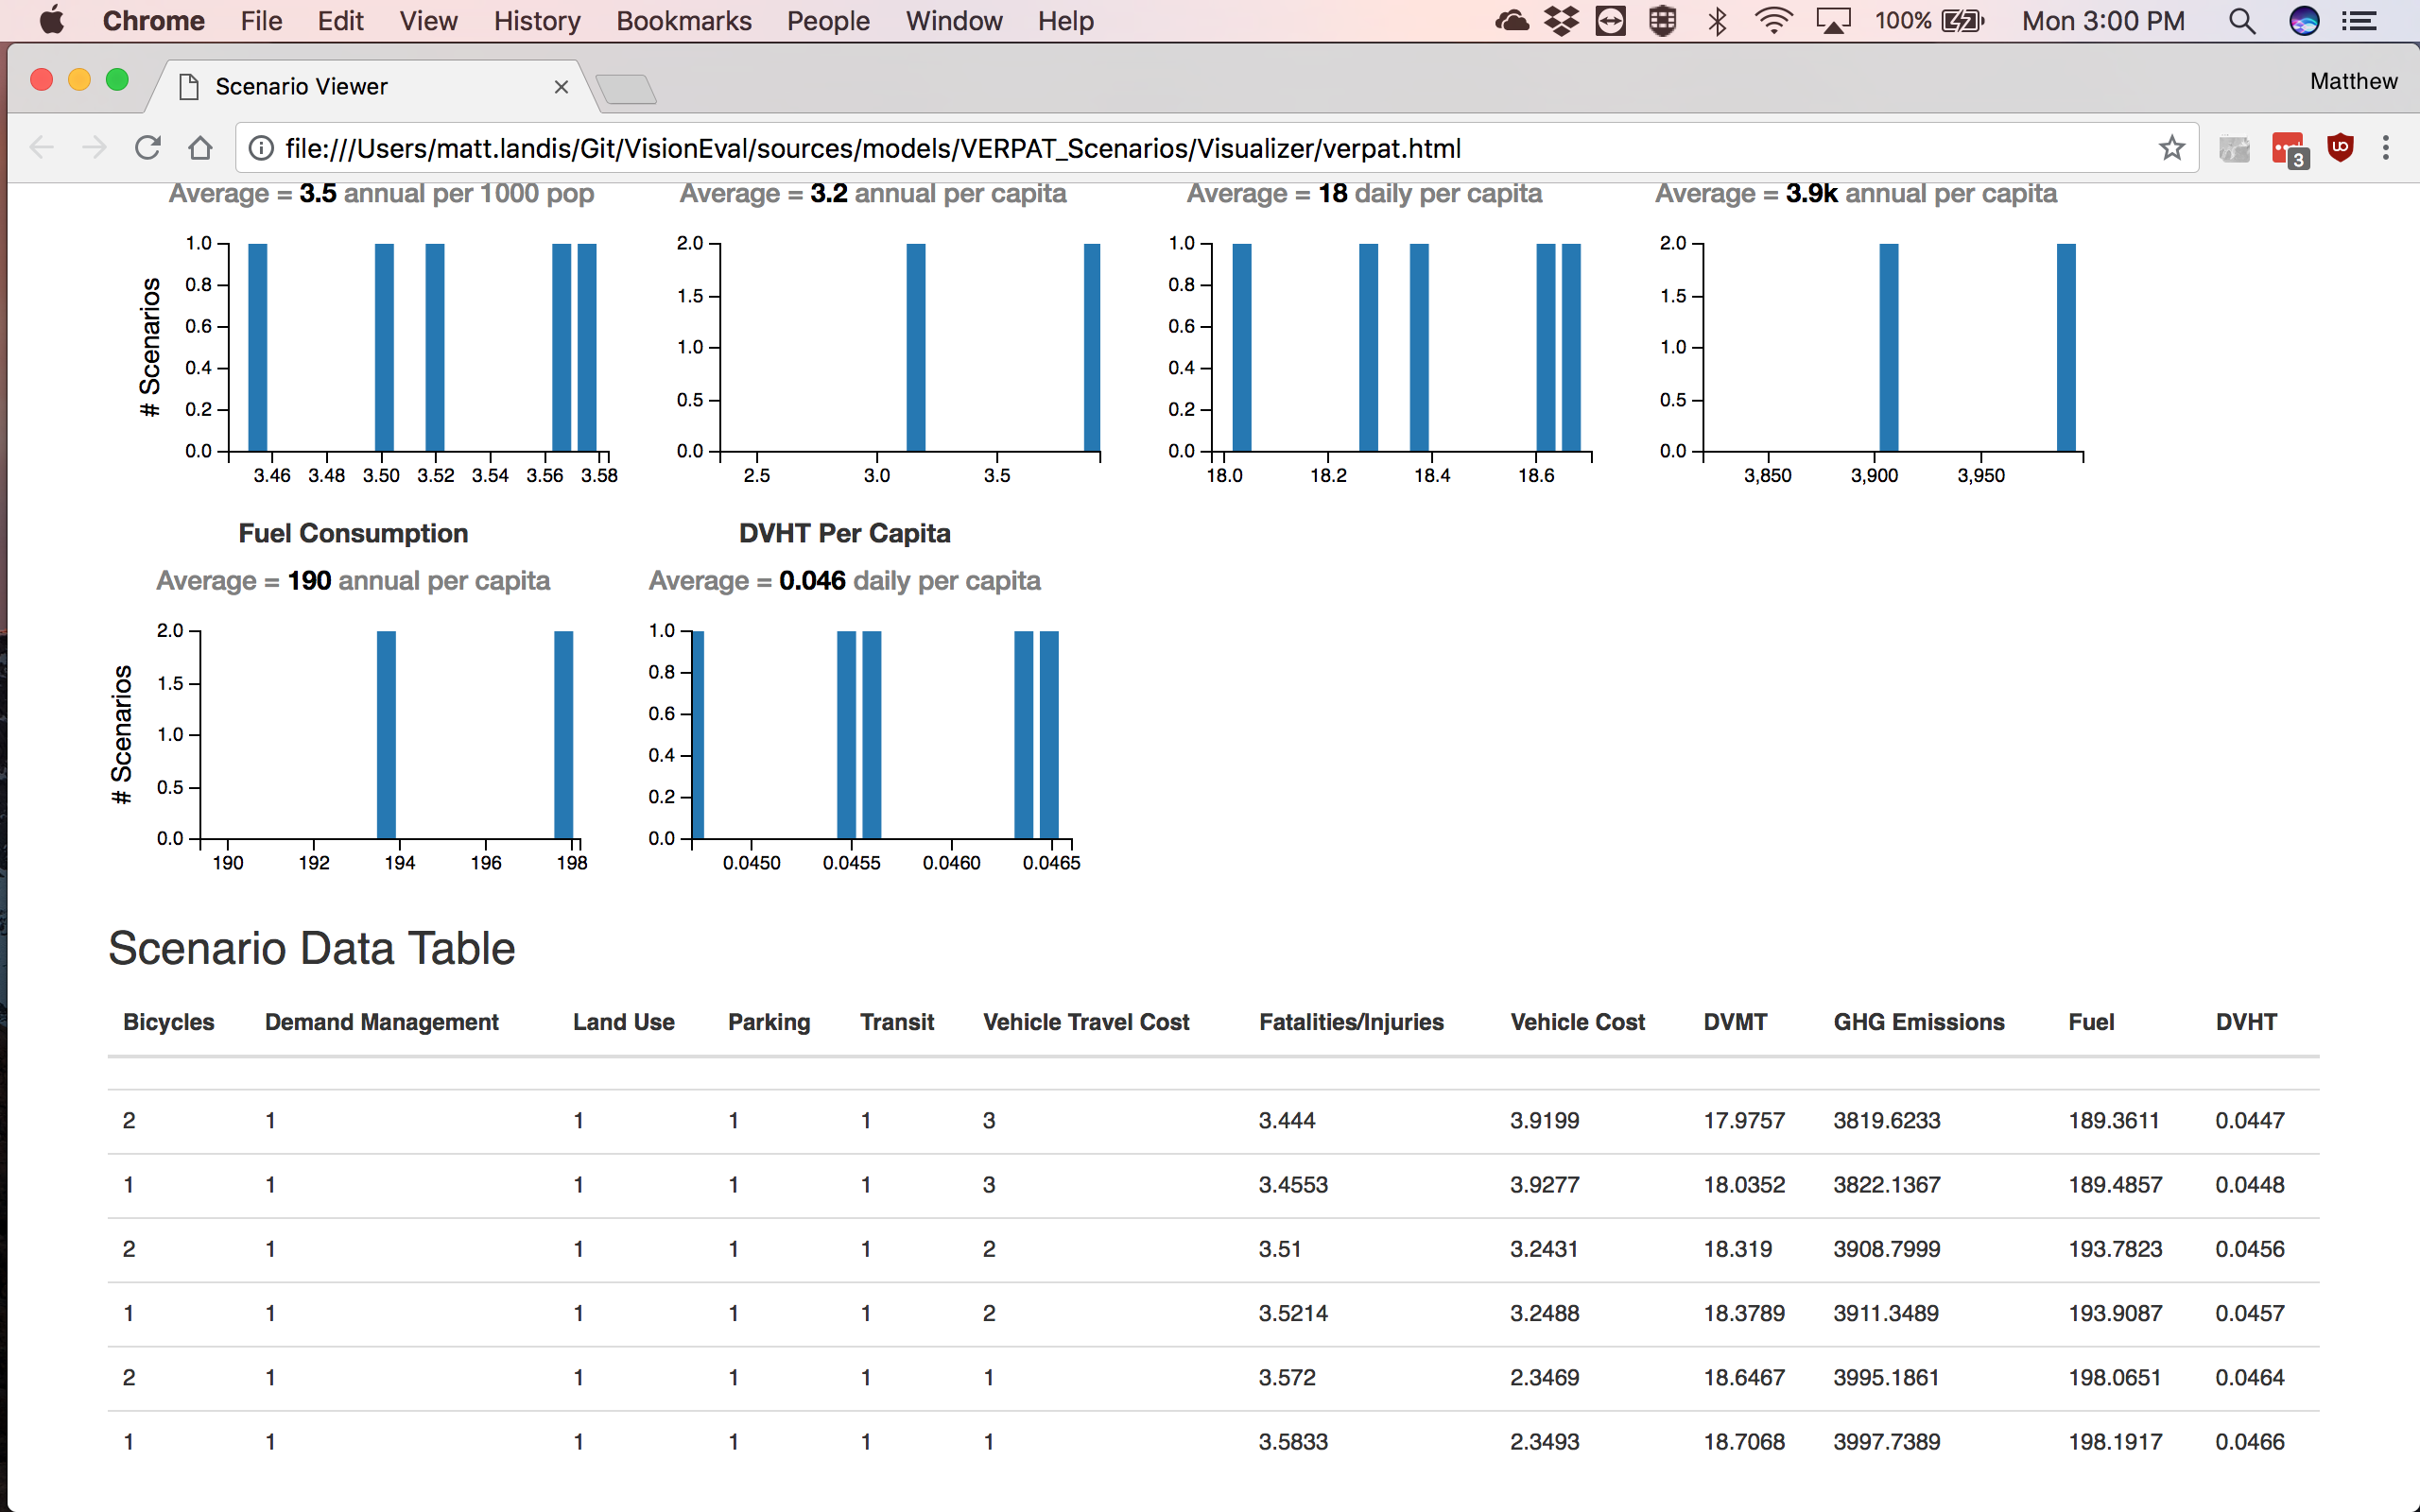 Chrome File Edit View History Bookmarks People Window Help 100% Mon 3:00 PM
Scenario Viewer Matthew
file:///Users/matt.landis/Git/VisionEval/sources/models/VERPAT_Scenarios/Visualizer/verpat.html 3
Average = 3.5 annual per 1000 pop
# Scenarios
1.0
0.8
0.6
0.4
0.2
0.0
3.46 3.48 3.50 3.52 3.54 3.56 3.58
Average = 3.2 annual per capita
2.0
1.5
1.0
0.5
0.0
2.5 3.0 3.5
Average = 18 daily per capita
1.0
0.8
0.6
0.4
0.2
0.0
18.0 18.2 18.4 18.6
Average = 3.9k annual per capita
2.0
1.5
1.0
0.5
0.0
3,850 3,900 3,950
Fuel Consumption
Average = 190 annual per capita
# Scenarios
2.0
1.5
1.0
0.5
0.0
190 192 194 196 198
DVHT Per Capita
Average = 0.046 daily per capita
1.0
0.8
0.6
0.4
0.2
0.0
0.0450 0.0455 0.0460 0.0465
Scenario Data Table
Bicycles Demand Management Land Use Parking Transit Vehicle Travel Cost Fatalities/Injuries Vehicle Cost DVMT GHG Emissions Fuel DVHT
2 1 1 1 1 3 3.444 3.9199 17.9757 3819.6233 189.3611 0.0447
1 1 1 1 1 3 3.4553 3.9277 18.0352 3822.1367 189.4857 0.0448
2 1 1 1 1 2 3.51 3.2431 18.319 3908.7999 193.7823 0.0456
1 1 1 1 1 2 3.5214 3.2488 18.3789 3911.3489 193.9087 0.0457
2 1 1 1 1 1 3.572 2.3469 18.6467 3995.1861 198.0651 0.0464
1 1 1 1 1 1 3.5833 2.3493 18.7068 3997.7389 198.1917 0.0466